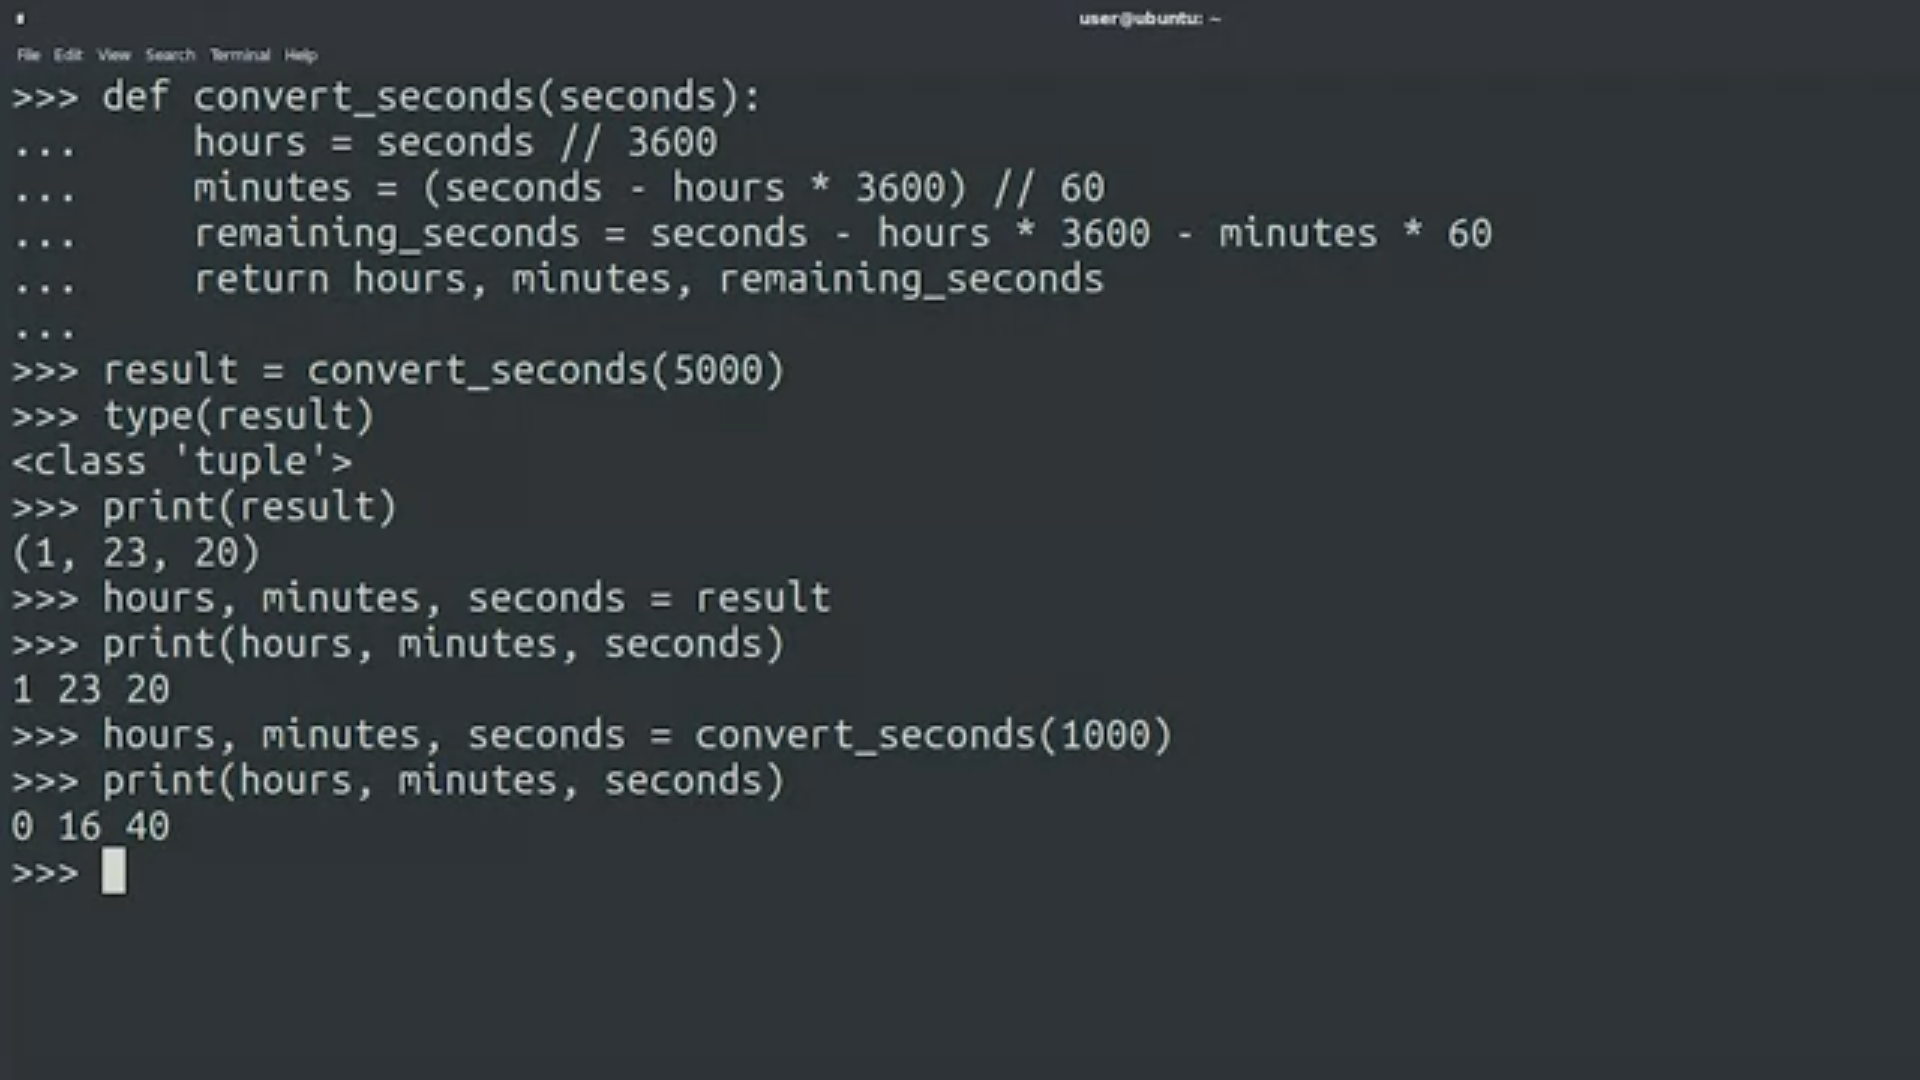 user@ubuntu: ~
File Edit View Search Terminal Help
>>> def convert_seconds(seconds):
...     hours = seconds // 3600
...     minutes = (seconds - hours * 3600) // 60
...     remaining_seconds = seconds - hours * 3600 - minutes * 60
...     return hours, minutes, remaining_seconds
...
>>> result = convert_seconds(5000)
>>> type(result)
<class 'tuple'>
>>> print(result)
(1, 23, 20)
>>> hours, minutes, seconds = result
>>> print(hours, minutes, seconds)
1 23 20
>>> hours, minutes, seconds = convert_seconds(1000)
>>> print(hours, minutes, seconds)
0 16 40
>>>